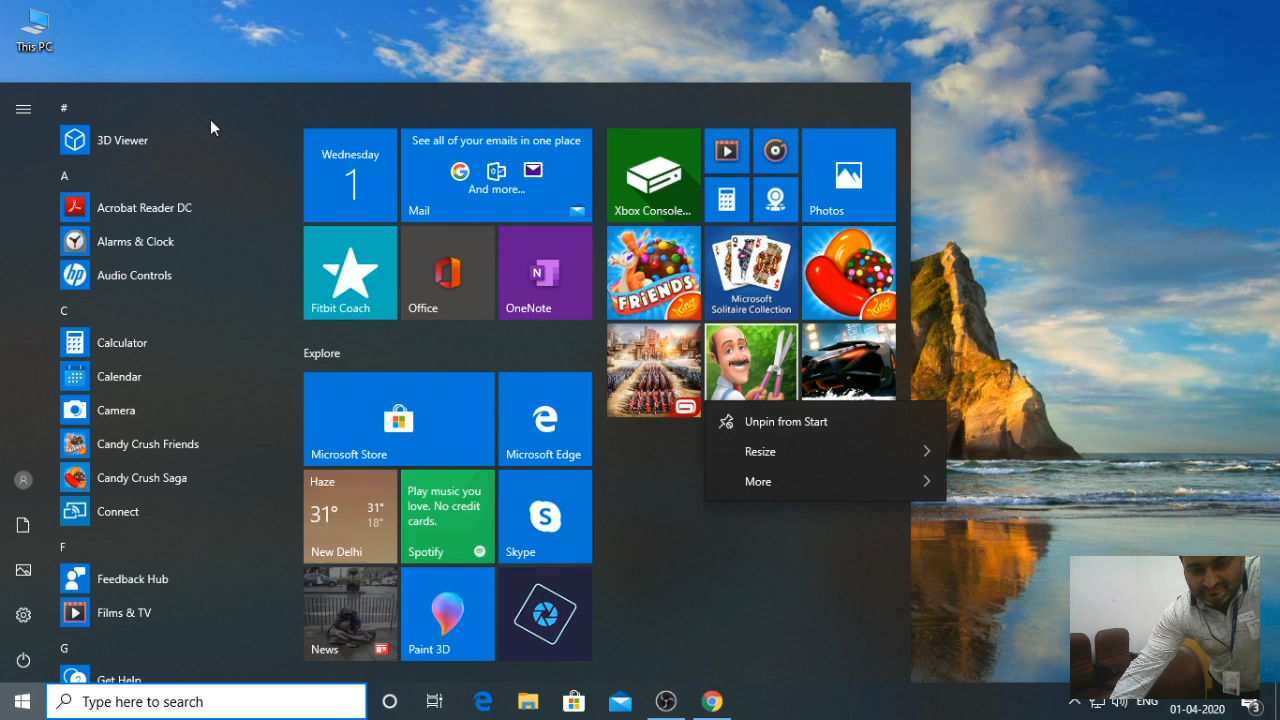 This PC
#
3D Viewer
A
Acrobat Reader DC
Alarms & Clock
Audio Controls
C
Calculator
Calendar
Camera
Candy Crush Friends
Candy Crush Saga
Connect
F
Feedback Hub
Films & TV
G
Get Help
Wednesday
1
See all of your emails in one place
And more...
Mail
Fitbit Coach
Office
N
OneNote
Explore
Microsoft Store
Microsoft Edge
Haze
31°
31°
18°
New Delhi
Play music you
love. No credit
cards.
Spotify
S
Skype
News
Paint 3D
Xbox Console...
Photos
FRIENDS
King
Microsoft
Solitaire Collection
King
Unpin from Start
Resize
More
Type here to search
ENG
01-04-2020
3